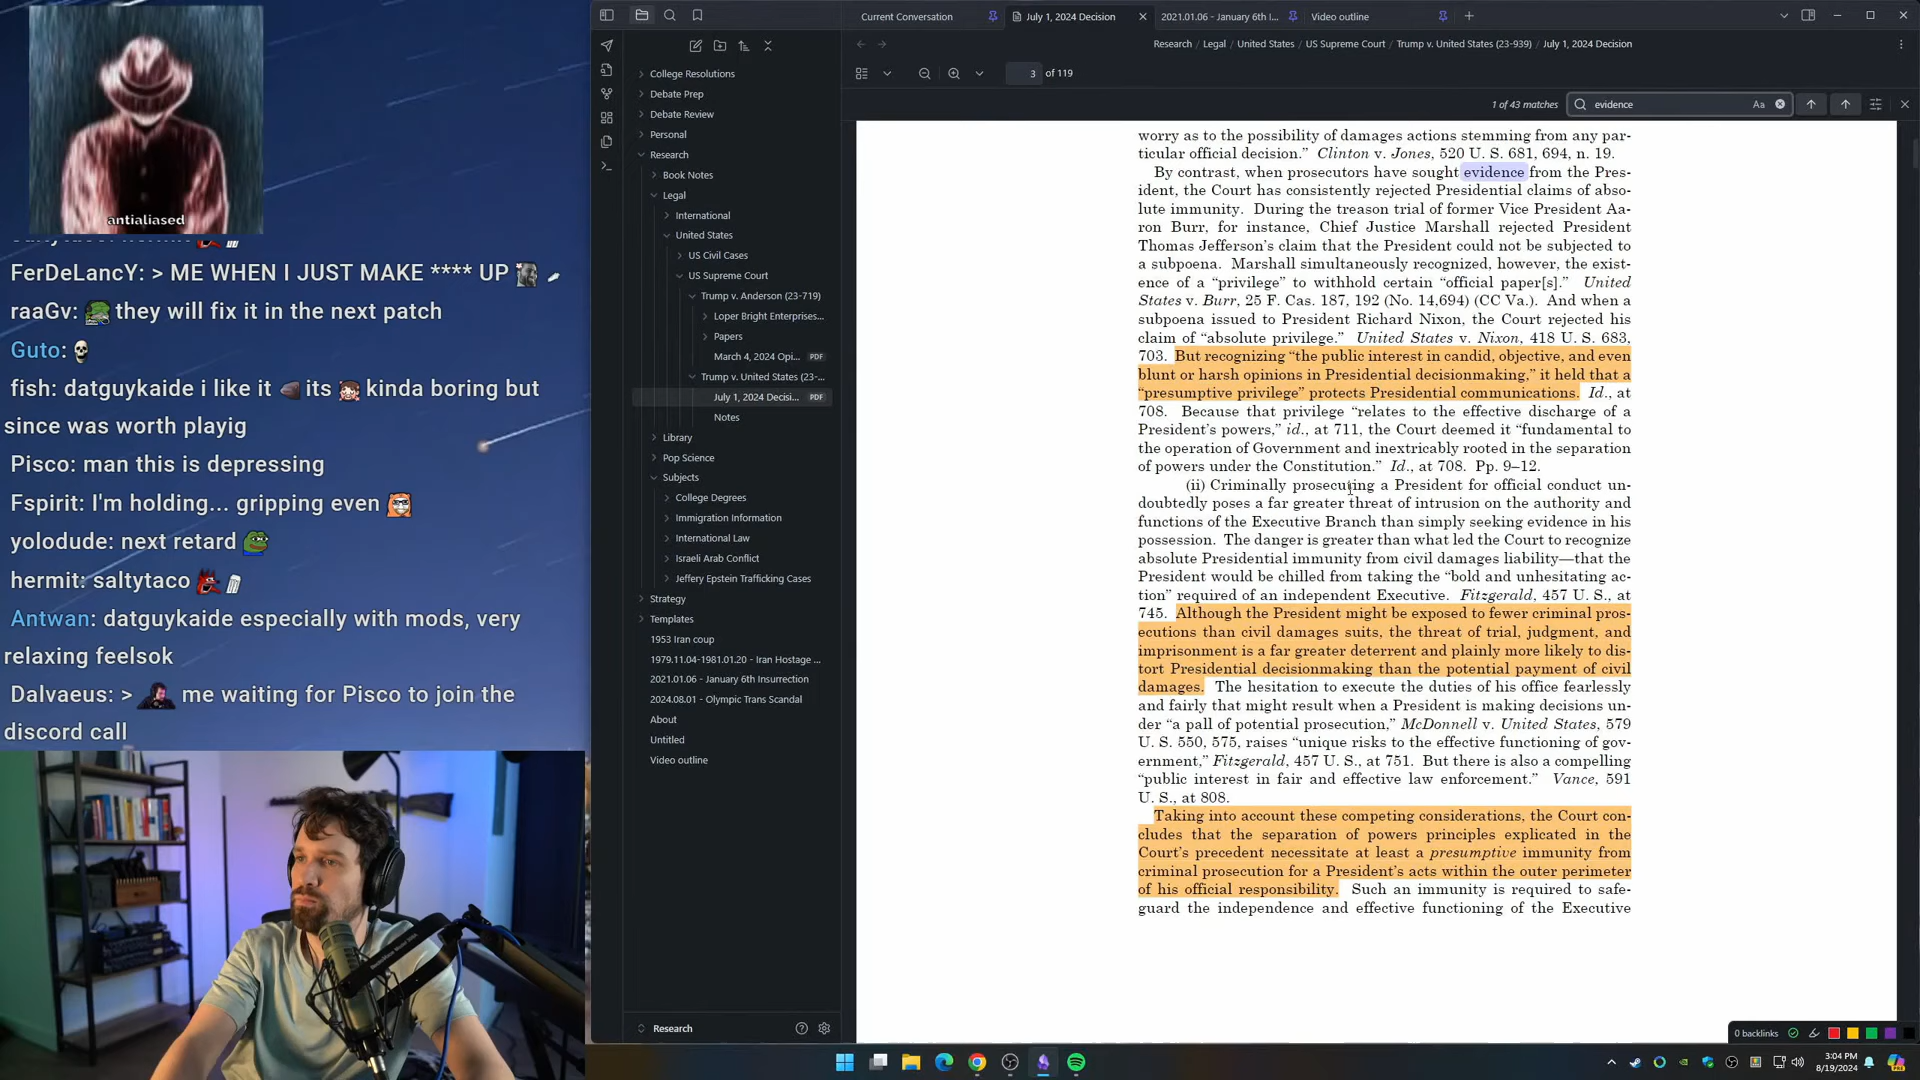 antialiased
FerDeLancY: > ME WHEN I JUST MAKE **** UP
raaGv: they will fix it in the next patch
Guto:
fish: datguykaide i like it its kinda boring but
since was worth playig
Pisco: man this is depressing
Fspirit: I'm holding... gripping even
yolodude: next retard
hermit: saltytaco
Antwan: datguykaide especially with mods, very
relaxing feelsok
Dalvaeus: > me waiting for Pisco to join the
discord call
College Resolutions
Debate Prep
Debate Review
Personal
Research
Book Notes
Legal
International
United States
US Civil Cases
US Supreme Court
Trump v. Anderson (23-719)
Loper Bright Enterprises...
Papers
March 4, 2024 Opi... PDF
Trump v. United States (23-...
July 1, 2024 Decisi... PDF
Notes
Library
Pop Science
Subjects
College Degrees
Immigration Information
International Law
Israeli Arab Conflict
Jeffery Epstein Trafficking Cases
Strategy
Templates
1953 Iran coup
1979.11.04-1981.01.20 - Iran Hostage ...
2021.01.06 - January 6th Insurrection
2024.08.01 - Olympic Trans Scandal
About
Untitled
Video outline
Research
Current Conversation
July 1, 2024 Decision
2021.01.06 - January 6th I...
Video outline
Research / Legal / United States / US Supreme Court / Trump v. United States (23-939) / July 1, 2024 Decision
3 of 119
1 of 43 matches
evidence
Aa
worry as to the possibility of damages actions stemming from any par-
ticular official decision.” Clinton v. Jones, 520 U. S. 681, 694, n. 19.
By contrast, when prosecutors have sought evidence from the Pres-
ident, the Court has consistently rejected Presidential claims of abso-
lute immunity. During the treason trial of former Vice President Aa-
ron Burr, for instance, Chief Justice Marshall rejected President
Thomas Jefferson’s claim that the President could not be subjected to
a subpoena. Marshall simultaneously recognized, however, the exist-
ence of a “privilege” to withhold certain “official paper[s].” United
States v. Burr, 25 F. Cas. 187, 192 (No. 14,694) (CC Va.). And when a
subpoena issued to President Richard Nixon, the Court rejected his
claim of “absolute privilege.” United States v. Nixon, 418 U. S. 683,
703. But recognizing “the public interest in candid, objective, and even
blunt or harsh opinions in Presidential decisionmaking,” it held that a
“presumptive privilege” protects Presidential communications. Id., at
708. Because that privilege “relates to the effective discharge of a
President’s powers,” id., at 711, the Court deemed it “fundamental to
the operation of Government and inextricably rooted in the separation
of powers under the Constitution.” Id., at 708. Pp. 9–12.
(ii) Criminally prosecuting a President for official conduct un-
doubtedly poses a far greater threat of intrusion on the authority and
functions of the Executive Branch than simply seeking evidence in his
possession. The danger is greater than what led the Court to recognize
absolute Presidential immunity from civil damages liability—that the
President would be chilled from taking the “bold and unhesitating ac-
tion” required of an independent Executive. Fitzgerald, 457 U. S., at
745. Although the President might be exposed to fewer criminal pros-
ecutions than civil damages suits, the threat of trial, judgment, and
imprisonment is a far greater deterrent and plainly more likely to dis-
tort Presidential decisionmaking than the potential payment of civil
damages. The hesitation to execute the duties of his office fearlessly
and fairly that might result when a President is making decisions un-
der “a pall of potential prosecution,” McDonnell v. United States, 579
U. S. 550, 575, raises “unique risks to the effective functioning of gov-
ernment,” Fitzgerald, 457 U. S., at 751. But there is also a compelling
“public interest in fair and effective law enforcement.” Vance, 591
U. S., at 808.
Taking into account these competing considerations, the Court con-
cludes that the separation of powers principles explicated in the
Court’s precedent necessitate at least a presumptive immunity from
criminal prosecution for a President’s acts within the outer perimeter
of his official responsibility. Such an immunity is required to safe-
guard the independence and effective functioning of the Executive
0 backlinks
3:04 PM
8/19/2024